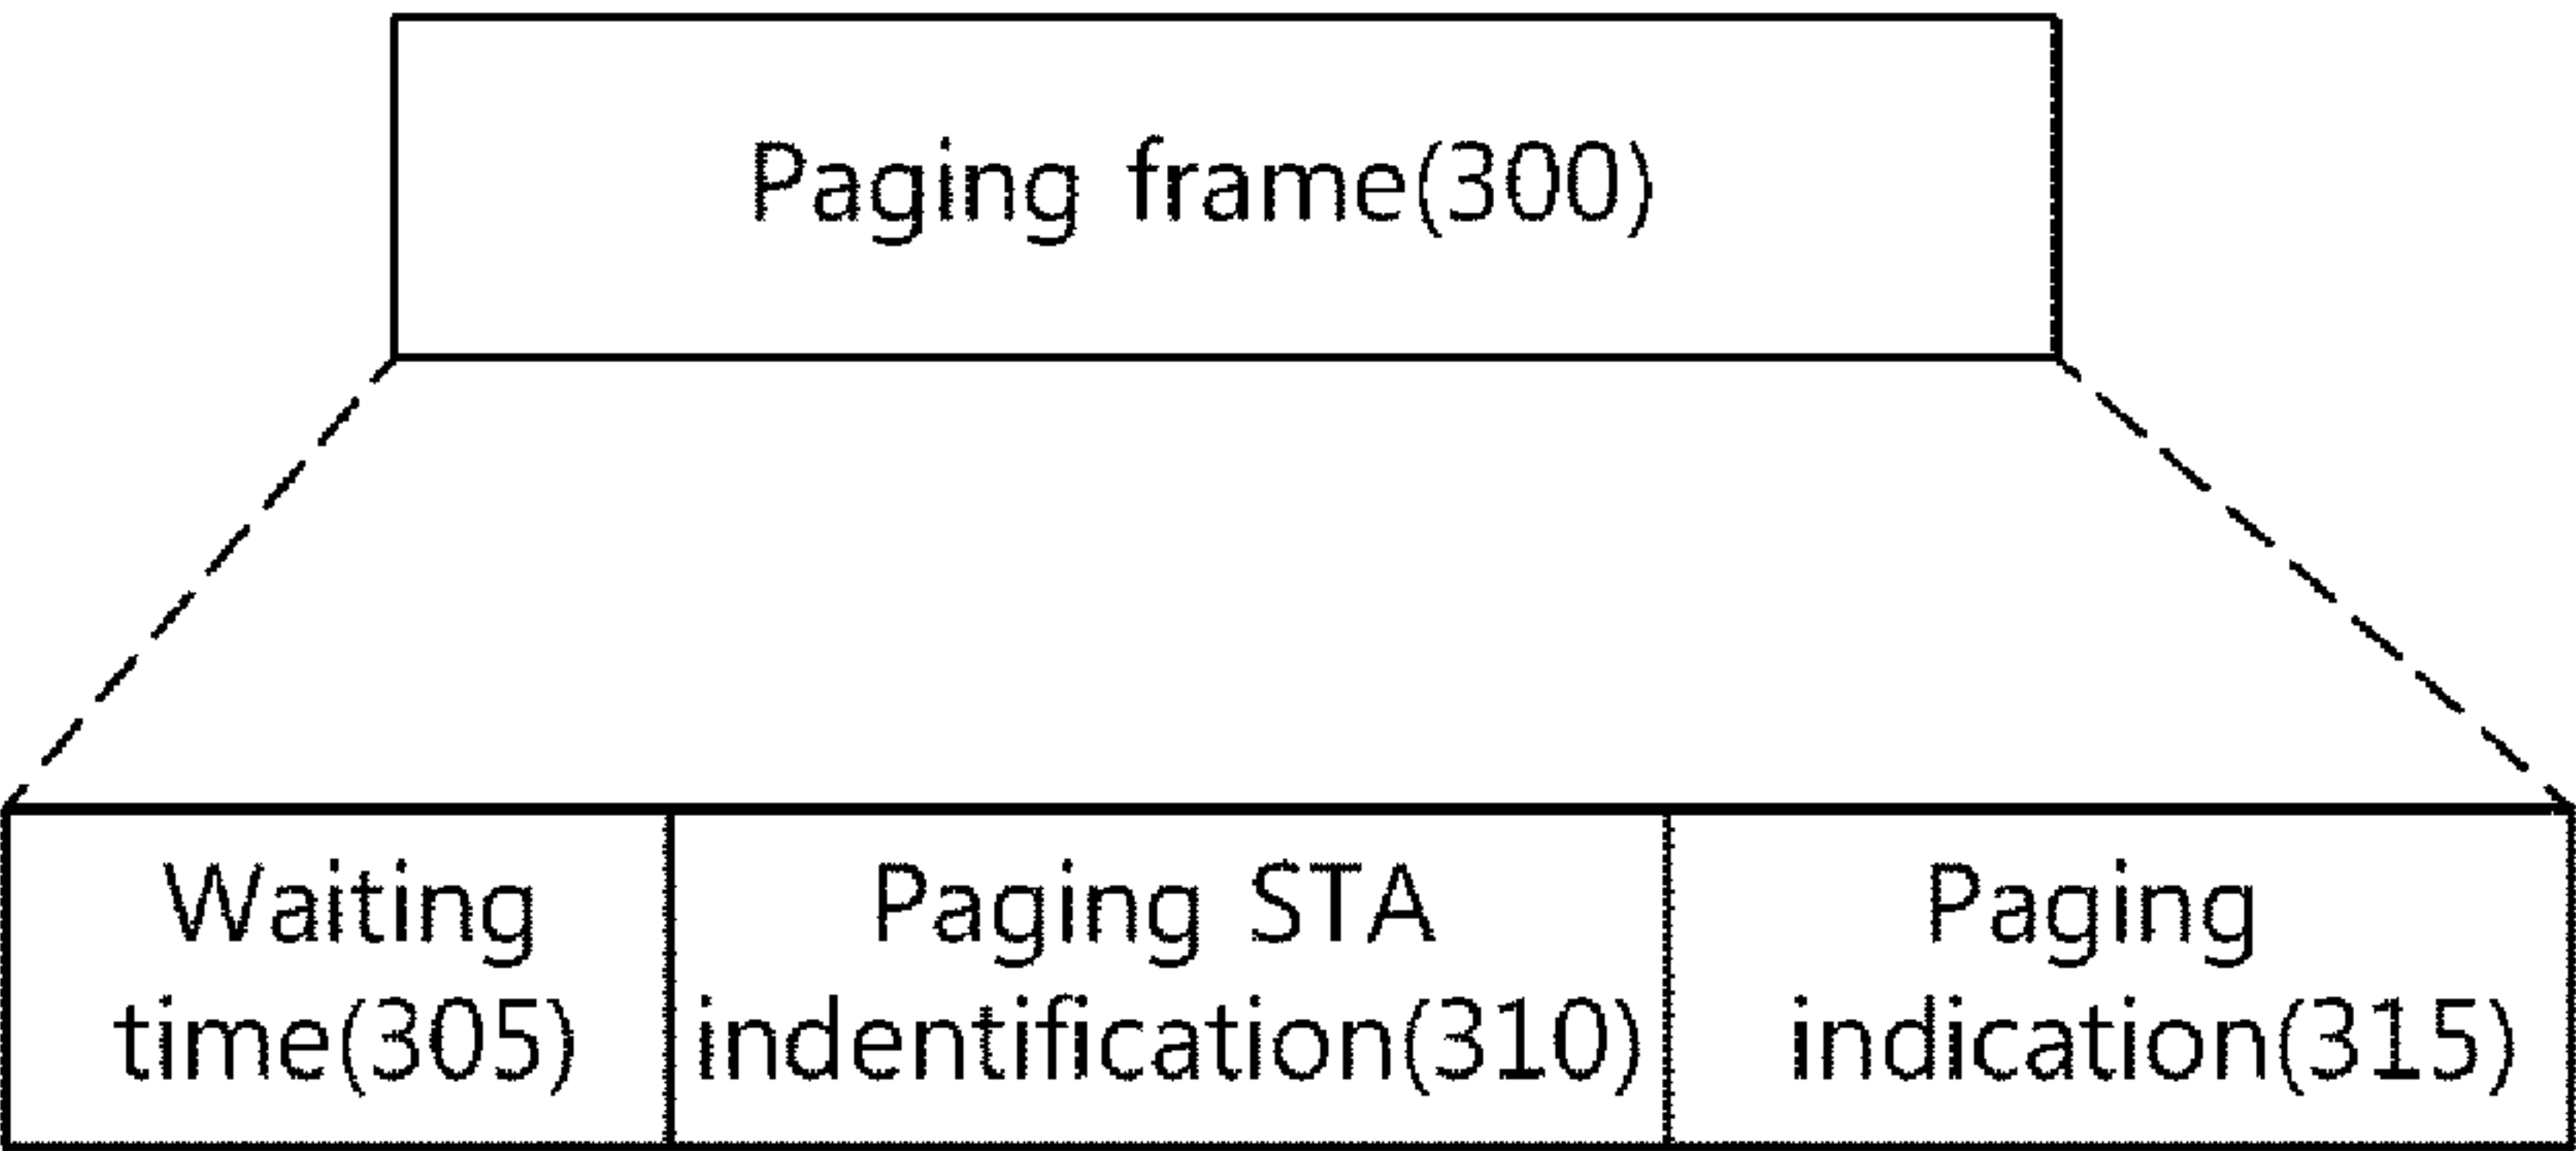 Paging frame(300)
Waiting
time(305)
Paging STA
indentification(310)
Paging
indication(315)